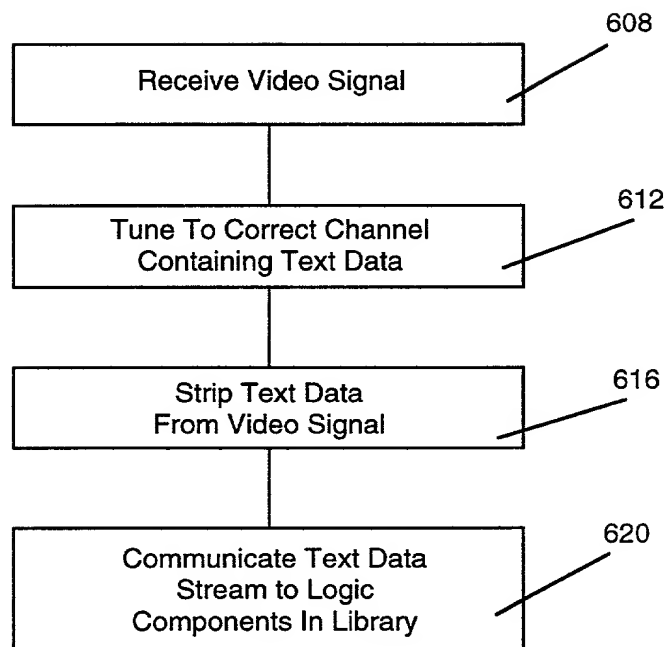 608
Receive Video Signal
612
Tune To Correct Channel
Containing Text Data
616
Strip Text Data
From Video Signal
620
Communicate Text Data
Stream to Logic
Components In Library